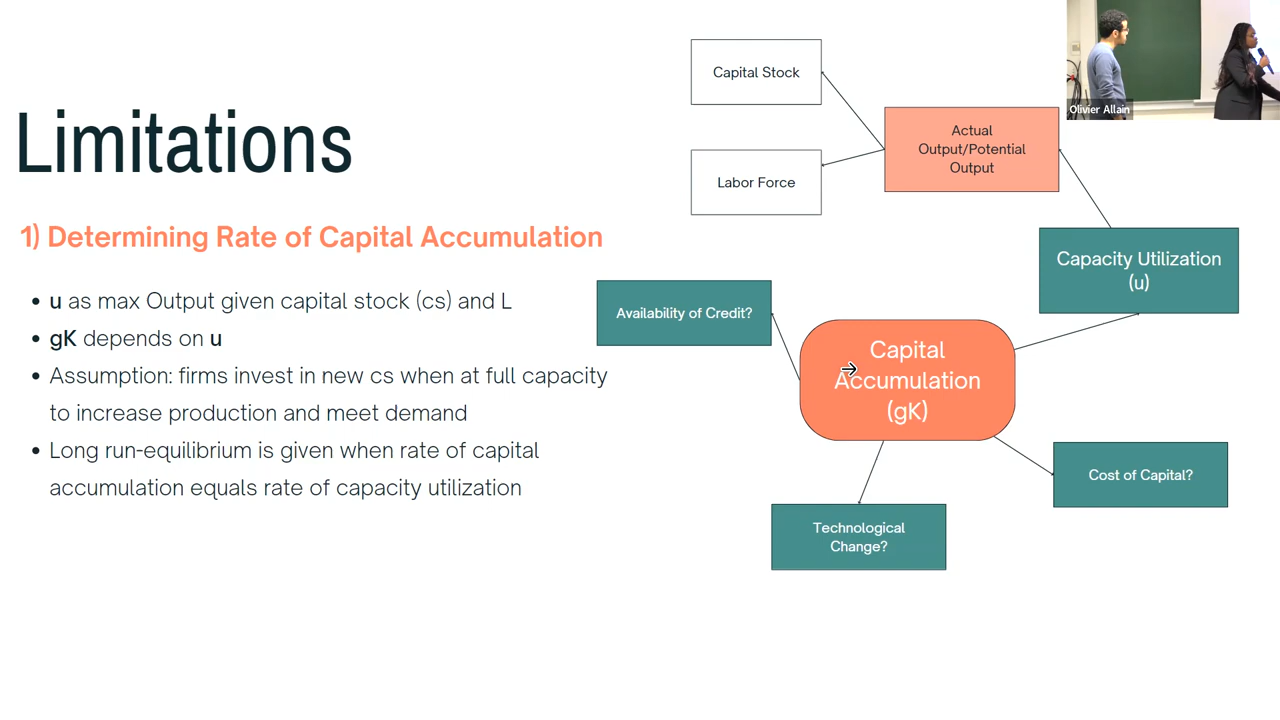 Limitations
1) Determining Rate of Capital Accumulation
• u as max Output given capital stock (cs) and L
• gK depends on u
• Assumption: firms invest in new cs when at full capacity
to increase production and meet demand
• Long run-equilibrium is given when rate of capital
accumulation equals rate of capacity utilization
Capital Stock
Labor Force
Actual
Output/Potential
Output
Capacity Utilization
(u)
Availability of Credit?
Capital
Accumulation
(gK)
Cost of Capital?
Technological
Change?
Olivier Allain